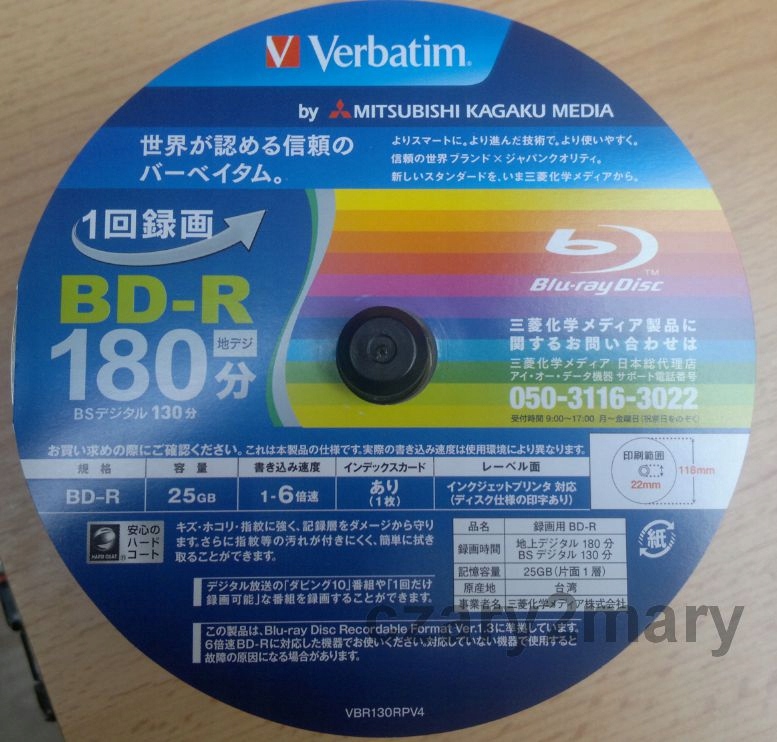 Verbatim
by MITSUBISHI KAGAKU MEDIA
世界が認める信頼の
バーベイタム。
よりスマートに。より進んだ技術で。より使いやすく。
信頼の世界ブランド×ジャパンクオリティ。
新しいスタンダードを、いま三菱化学メディアから。
1回録画
BD-R
180分
地デジ
BSデジタル 130分
Blu-ray Disc
TM
三菱化学メディア製品に
関するお問い合わせは
三菱化学メディア 日本総代理店
アイ・オー・データ機器 サポート電話番号
050-3116-3022
受付時間 9:00~17:00 月~金曜日(祝祭日をのぞく)
お買い求めの際にご確認ください。これは本製品の仕様です。実際の書き込み速度は使用環境により異なります。
規格 容量 書き込み速度 インデックスカード レーベル面
BD-R 25GB 1-6倍速 あり インクジェットプリンタ 対応
(1枚) (ディスク仕様の印字あり)
印刷範囲
118mm
22mm
HARD COAT
安心の
ハード
コート
キズ・ホコリ・指紋に強く、記録層をダメージから守り
ます。さらに指紋等の汚れが付きにくく、簡単に拭き
取ることができます。
デジタル放送の「ダビング10」番組や「1回だけ
録画可能」な番組を録画することができます。
品名 録画用 BD-R
録画時間 地上デジタル 180分
BSデジタル 130分
記憶容量 25GB(片面1層)
原産地 台湾
事業者名 三菱化学メディア株式会社
紙
czary2mary
この製品は、Blu-ray Disc Recordable Format Ver.1.3に準拠しています。
6倍速BD-Rに対応した機器でお使いください。対応していない機器で使用すると
故障の原因になる場合があります。
VBR130RPV4